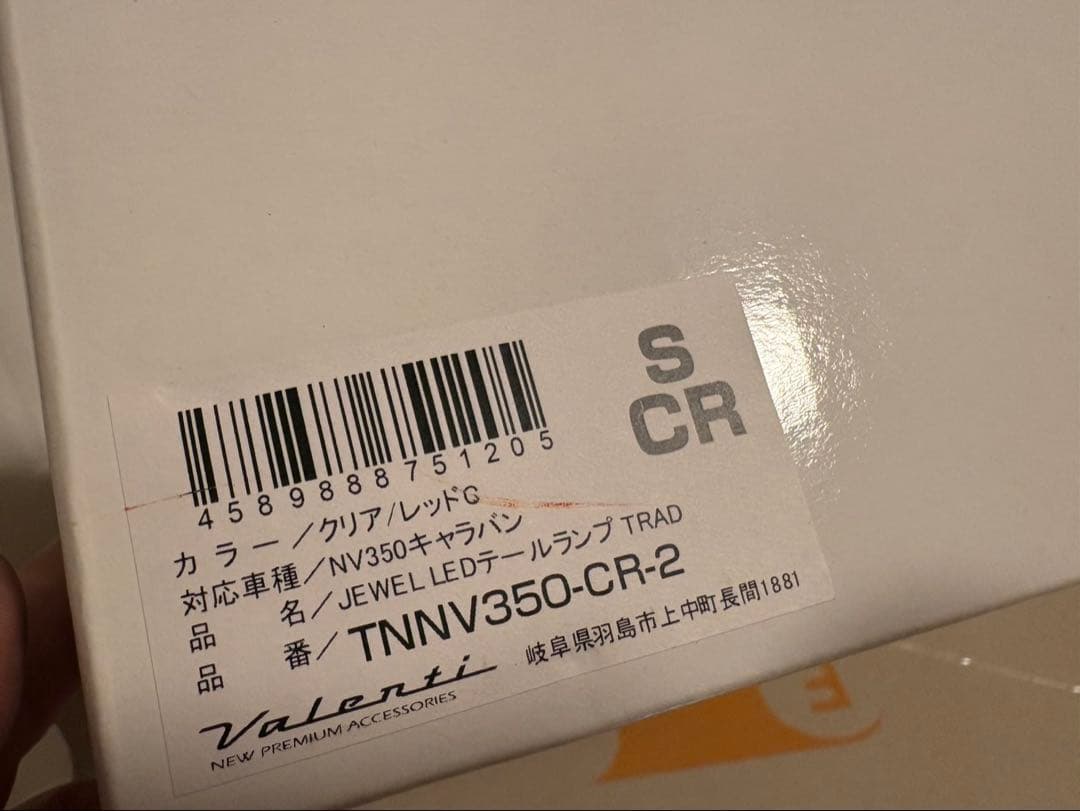 S
CR
4589888751205
カラー/クリア/レッドC
対応車種/NV350キャラバン
品名/JEWEL LEDテールランプ TRAD
品番/TNNV350-CR-2
Valenti
NEW PREMIUM ACCESSORIES
岐阜県羽島市上中町長間1881
F